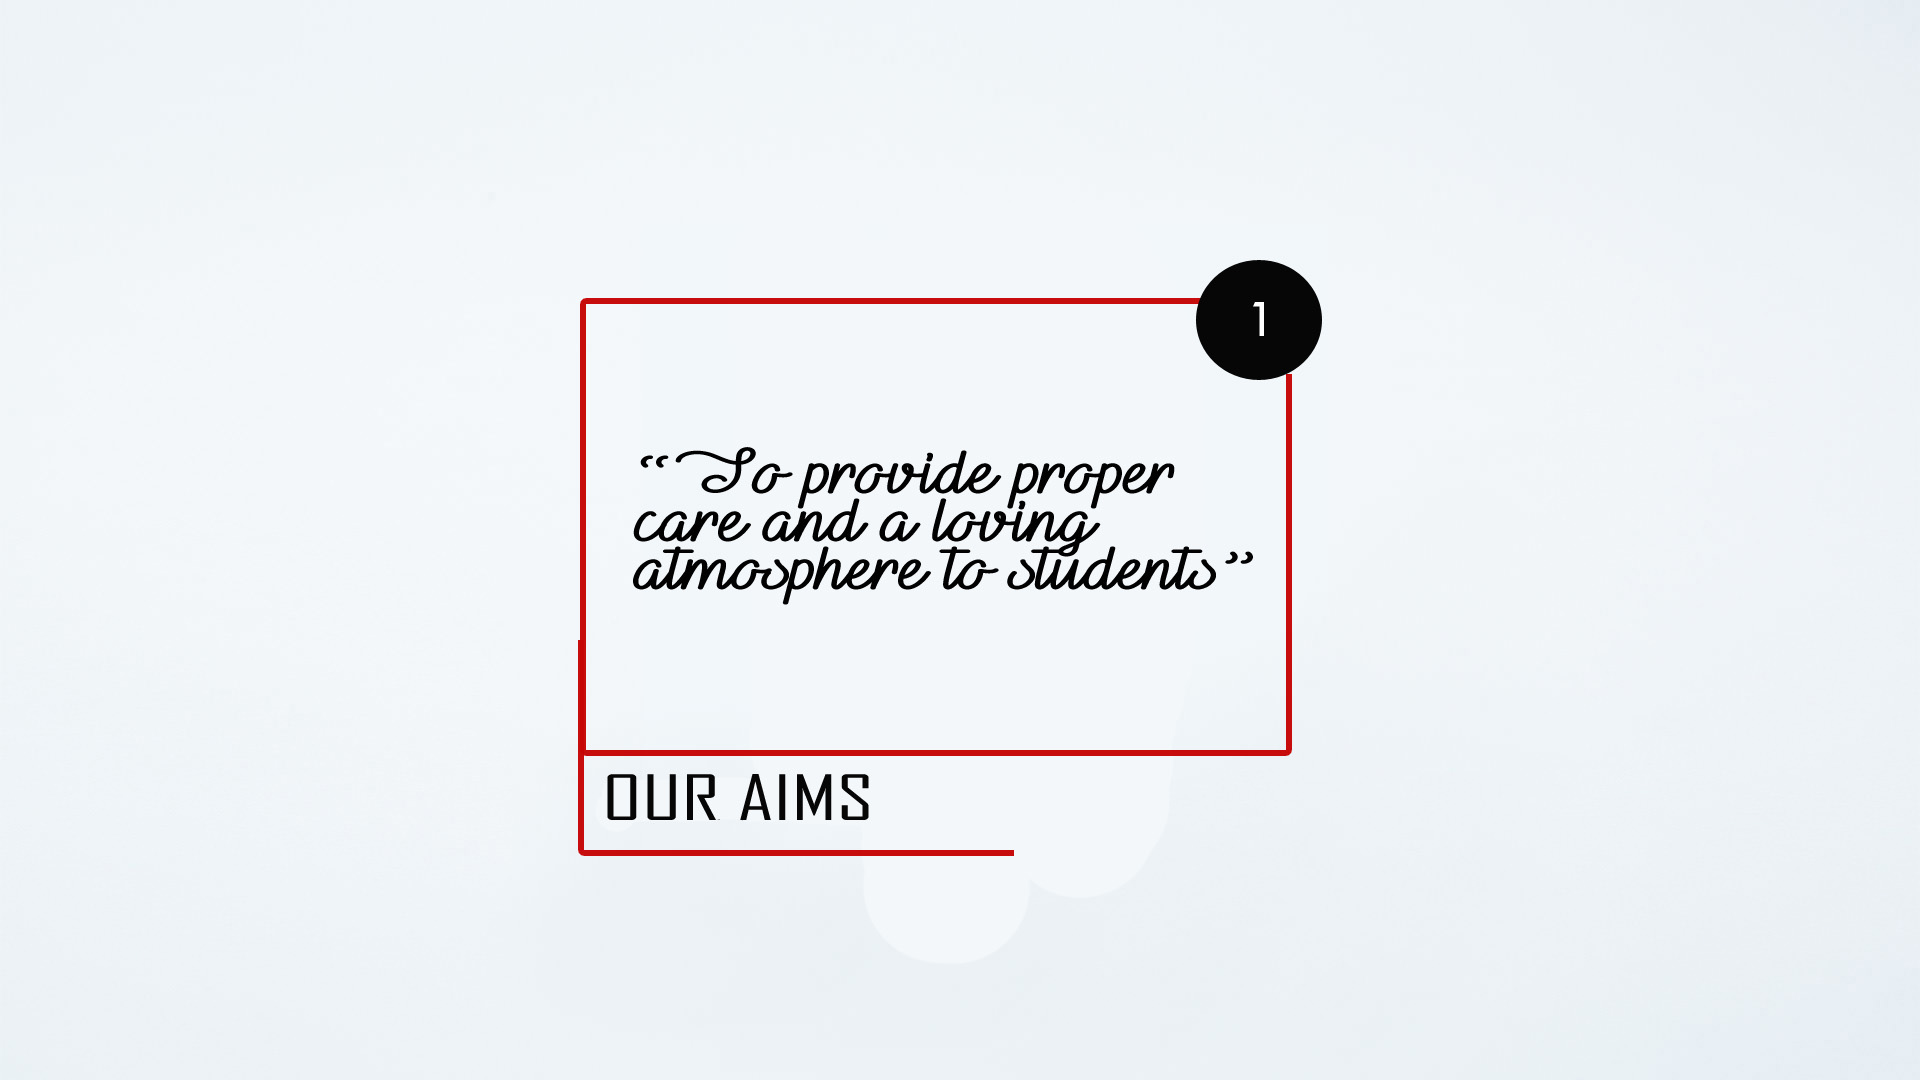 1
“To provide proper
care and a loving
atmosphere to students”
OUR AIMS